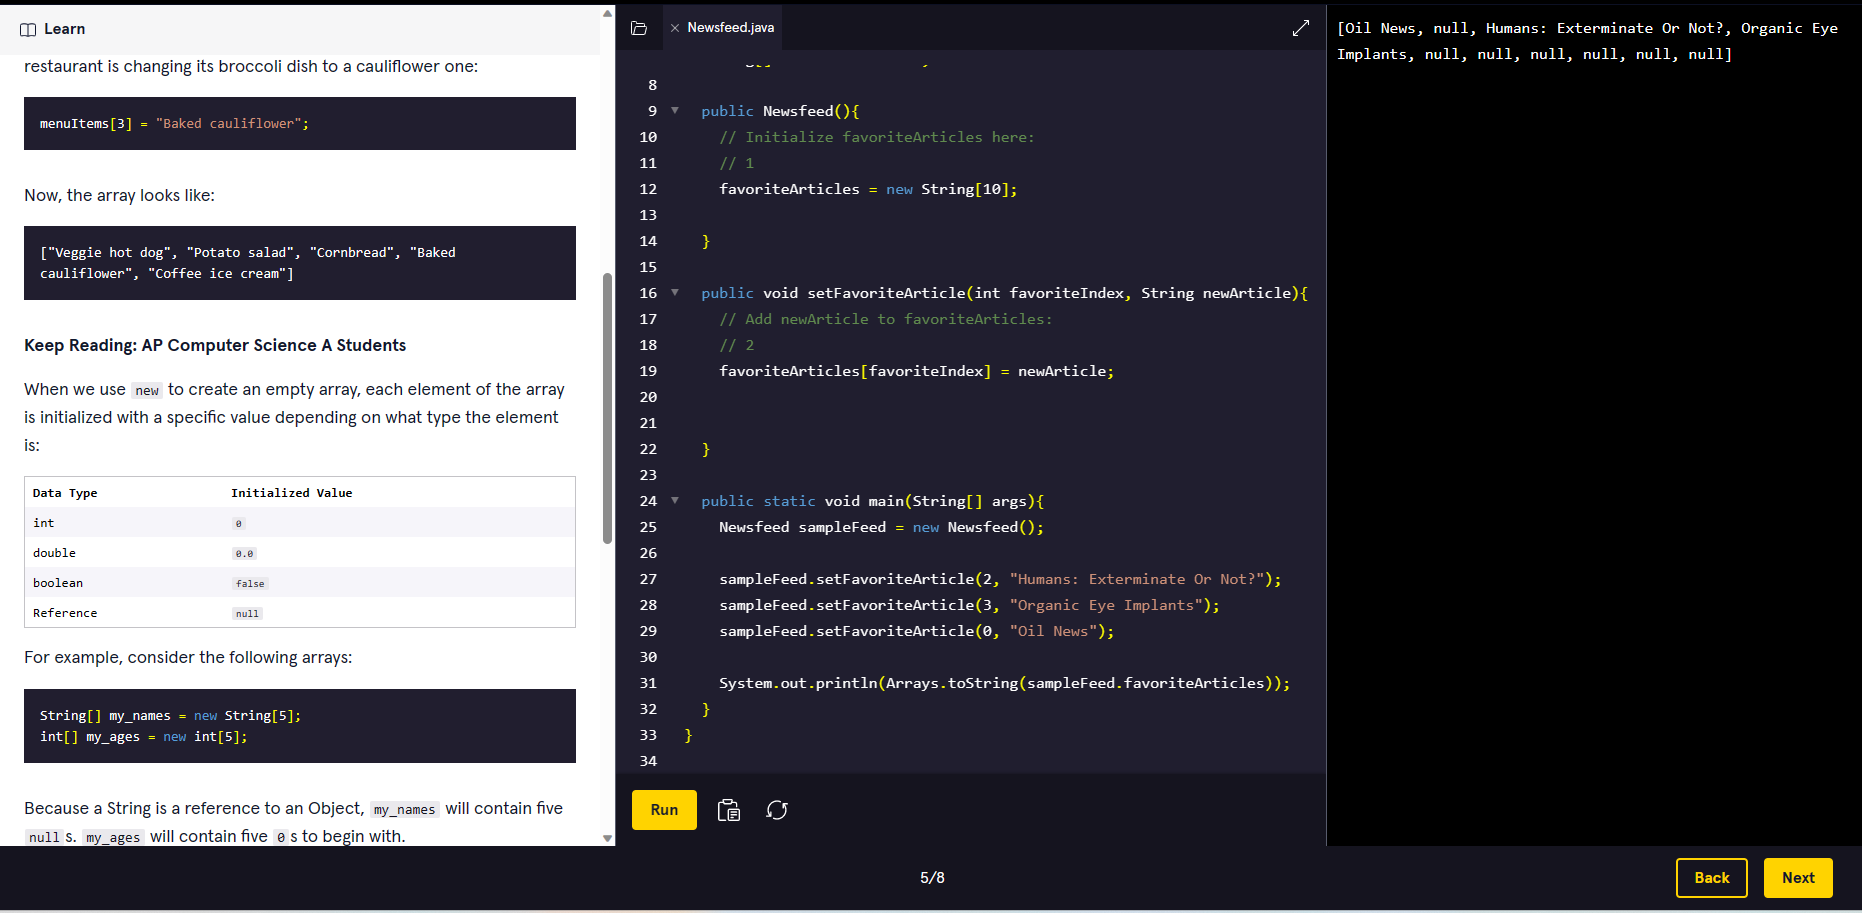 Learn
restaurant is changing its broccoli dish to a cauliflower one:
menuItems[3] = "Baked cauliflower";
Now, the array looks like:
["Veggie hot dog", "Potato salad", "Cornbread", "Baked
cauliflower", "Coffee ice cream"]
Keep Reading: AP Computer Science A Students
When we use new to create an empty array, each element of the array
is initialized with a specific value depending on what type the element
is:
Data Type Initialized Value
int 0
double 0.0
boolean false
Reference null
For example, consider the following arrays:
String[] my_names = new String[5];
int[] my_ages = new int[5];
Because a String is a reference to an Object, my_names will contain five
null s. my_ages will contain five 0 s to begin with.
Newsfeed.java
8
9 public Newsfeed(){
10 // Initialize favoriteArticles here:
11 // 1
12 favoriteArticles = new String[10];
13
14 }
15
16 public void setFavoriteArticle(int favoriteIndex, String newArticle){
17 // Add newArticle to favoriteArticles:
18 // 2
19 favoriteArticles[favoriteIndex] = newArticle;
20
21
22 }
23
24 public static void main(String[] args){
25 Newsfeed sampleFeed = new Newsfeed();
26
27 sampleFeed.setFavoriteArticle(2, "Humans: Exterminate Or Not?");
28 sampleFeed.setFavoriteArticle(3, "Organic Eye Implants");
29 sampleFeed.setFavoriteArticle(0, "Oil News");
30
31 System.out.println(Arrays.toString(sampleFeed.favoriteArticles));
32 }
33 }
34
Run
[Oil News, null, Humans: Exterminate Or Not?, Organic Eye
Implants, null, null, null, null, null, null]
5/8
Back
Next